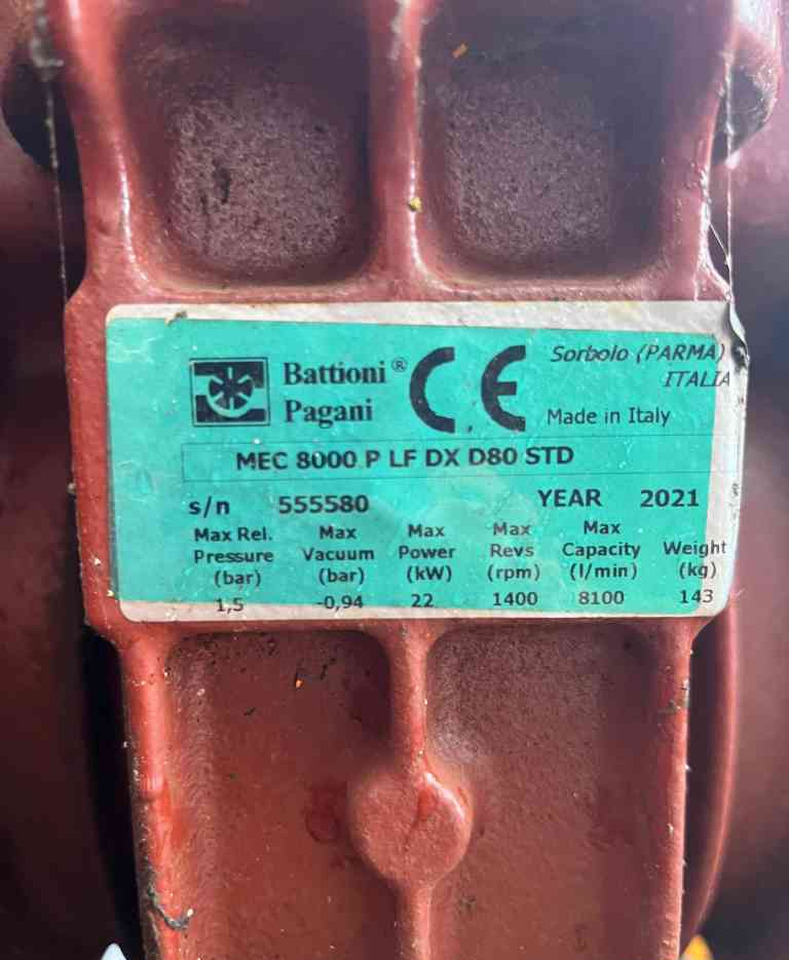 Battioni ® Pagani
CE
Sorbolo (PARMA)
ITALIA
Made in Italy
MEC 8000 P LF DX D80 STD
s/n 555580 YEAR 2021
Max Rel. Pressure (bar) Max Vacuum (bar) Max Power (kW) Max Revs (rpm) Max Capacity (l/min) Weight (kg)
1,5 -0,94 22 1400 8100 143